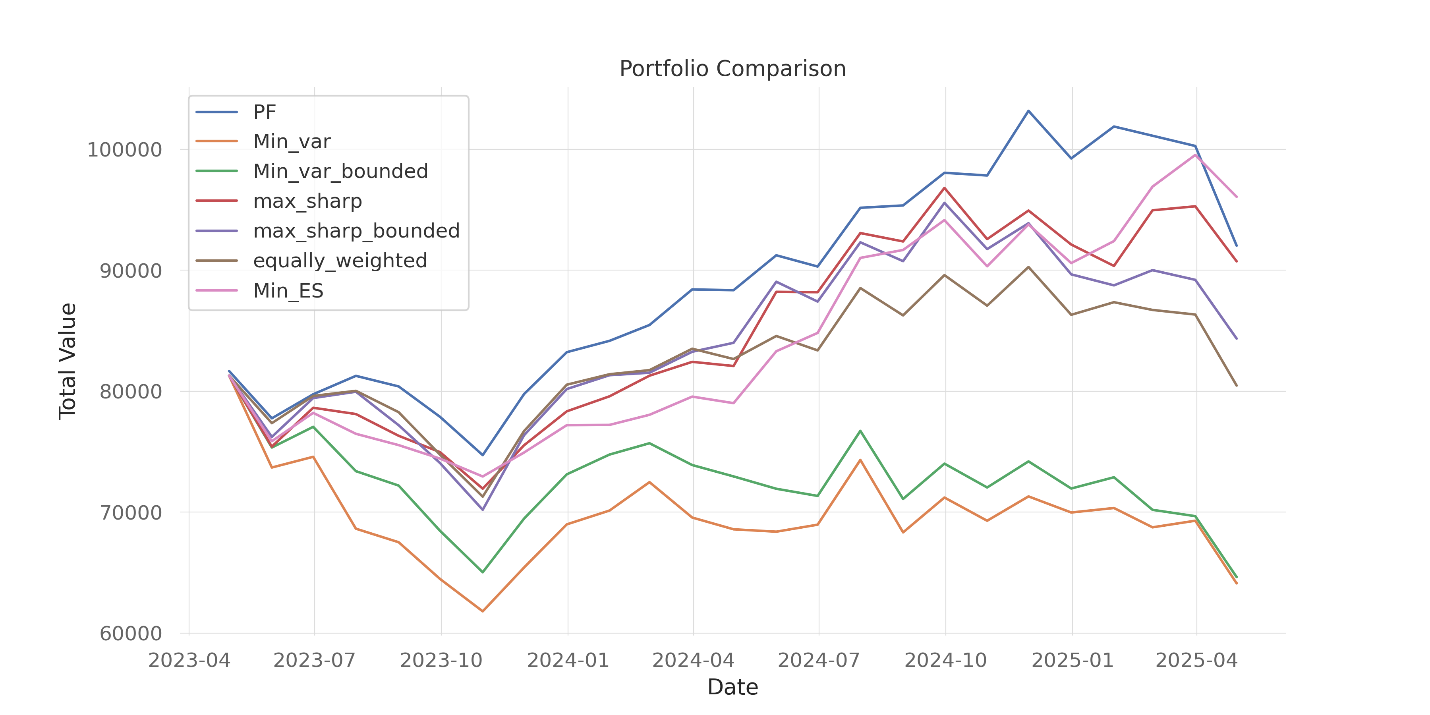 Portfolio Comparison
PF
Min_var
Min_var_bounded
max_sharp
max_sharp_bounded
equally_weighted
Min_ES
Total Value
100000
90000
80000
70000
60000
2023-04 2023-07 2023-10 2024-01 2024-04 2024-07 2024-10 2025-01 2025-04
Date